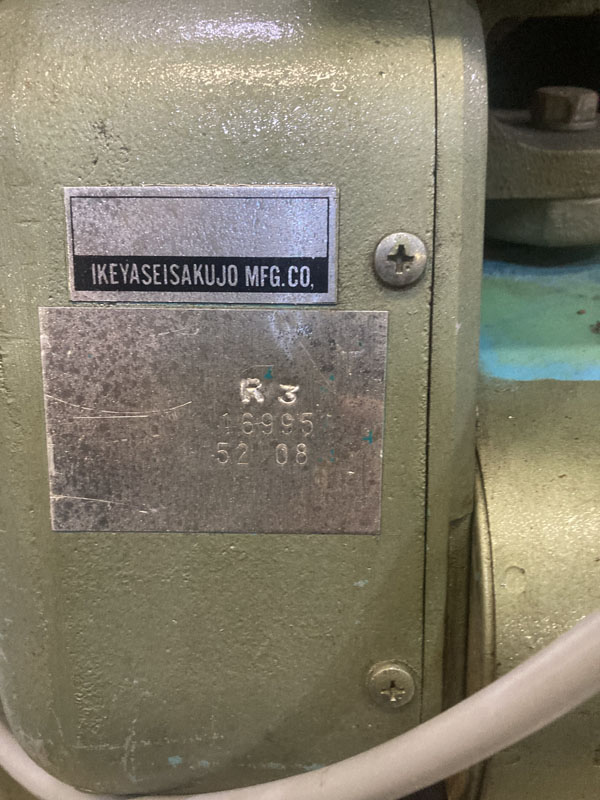 IKEYASEISAKUJO MFG.CO,
R 3
16995
52 08